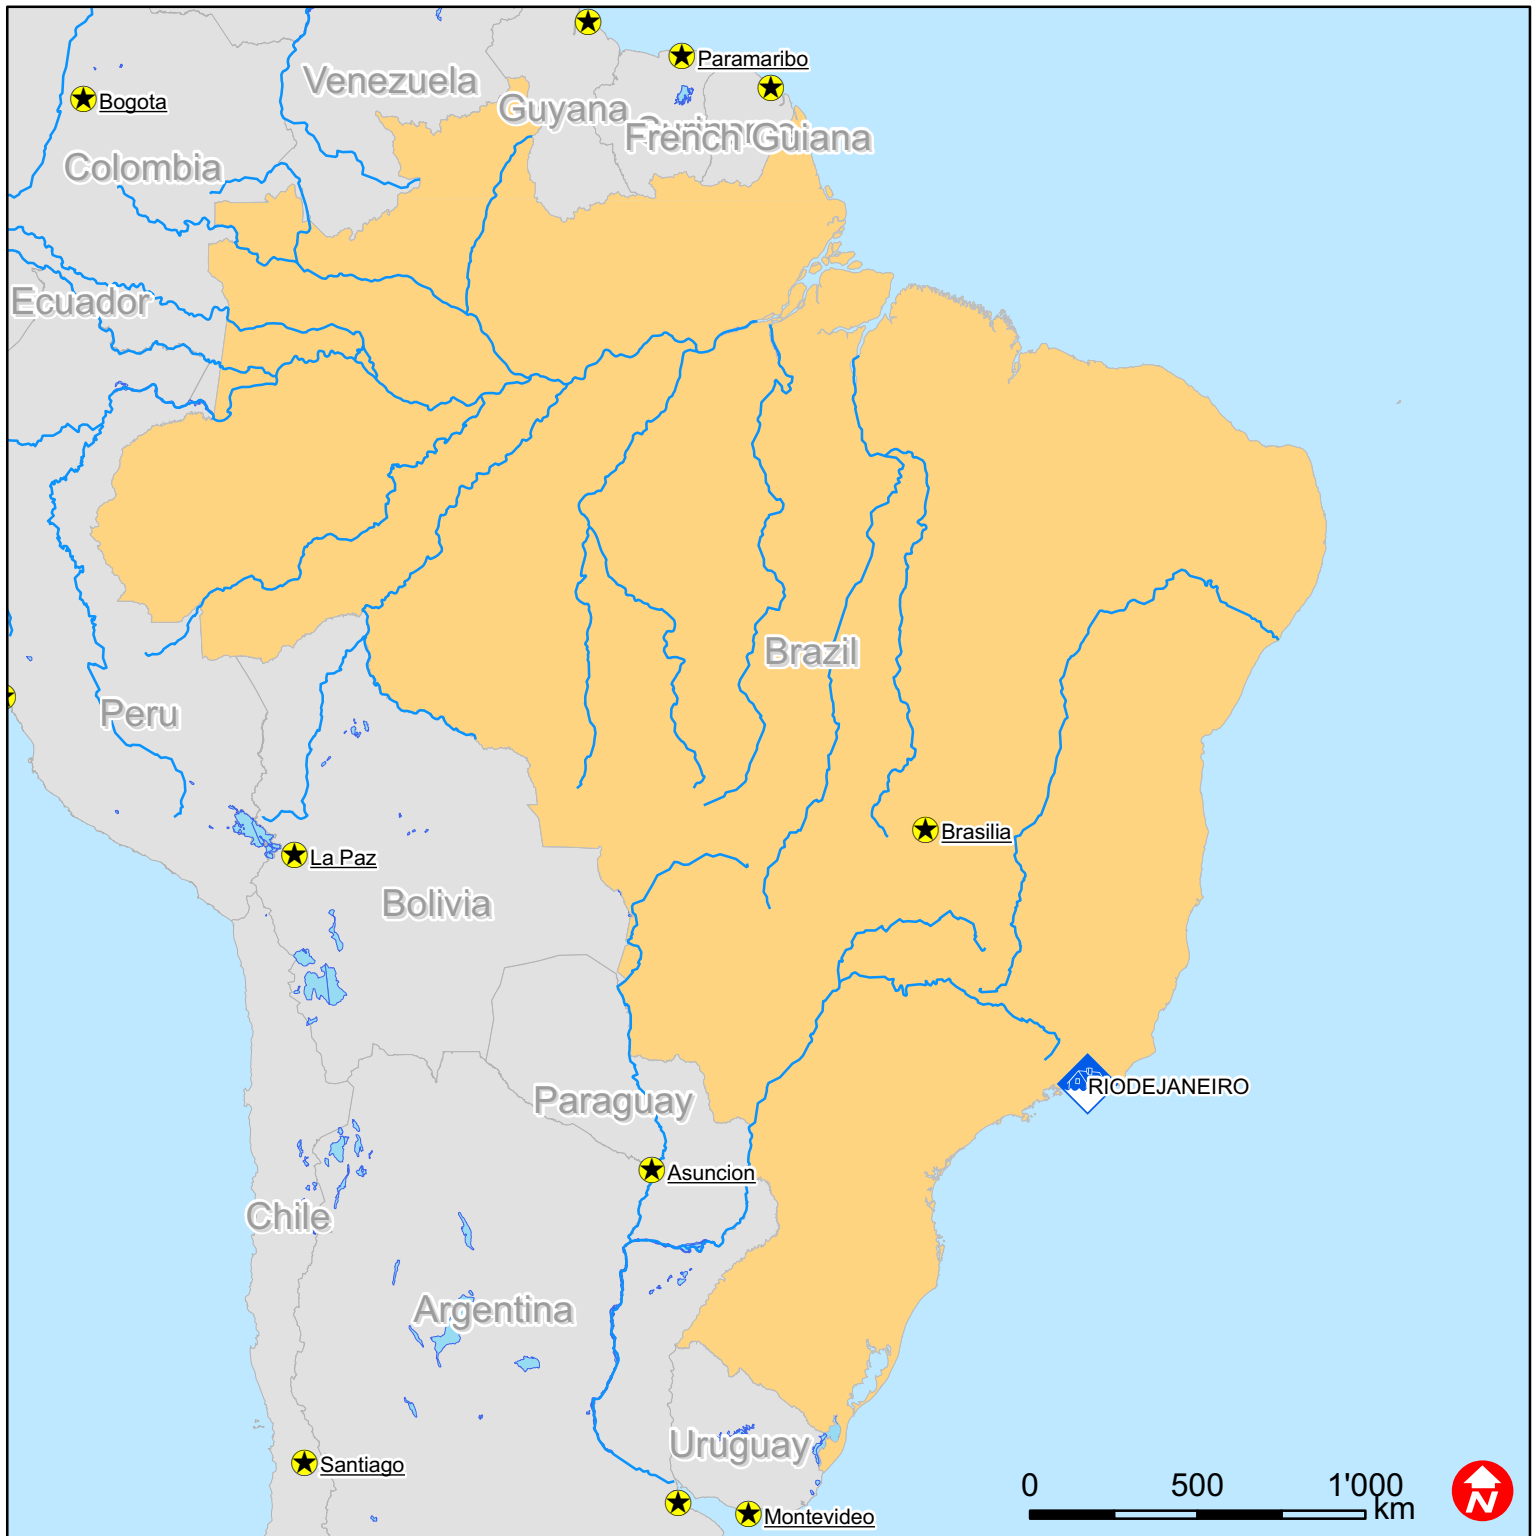 Paramaribo
Venezuela
Bogota
Guyana
French Guiana
Colombia
Ecuador
Brazil
Peru
Brasilia
La Paz
Bolivia
RIODEJANEIRO
Paraguay
Asuncion
Chile
Argentina
Uruguay
Santiago
0 500 1'000
km
N
Montevideo